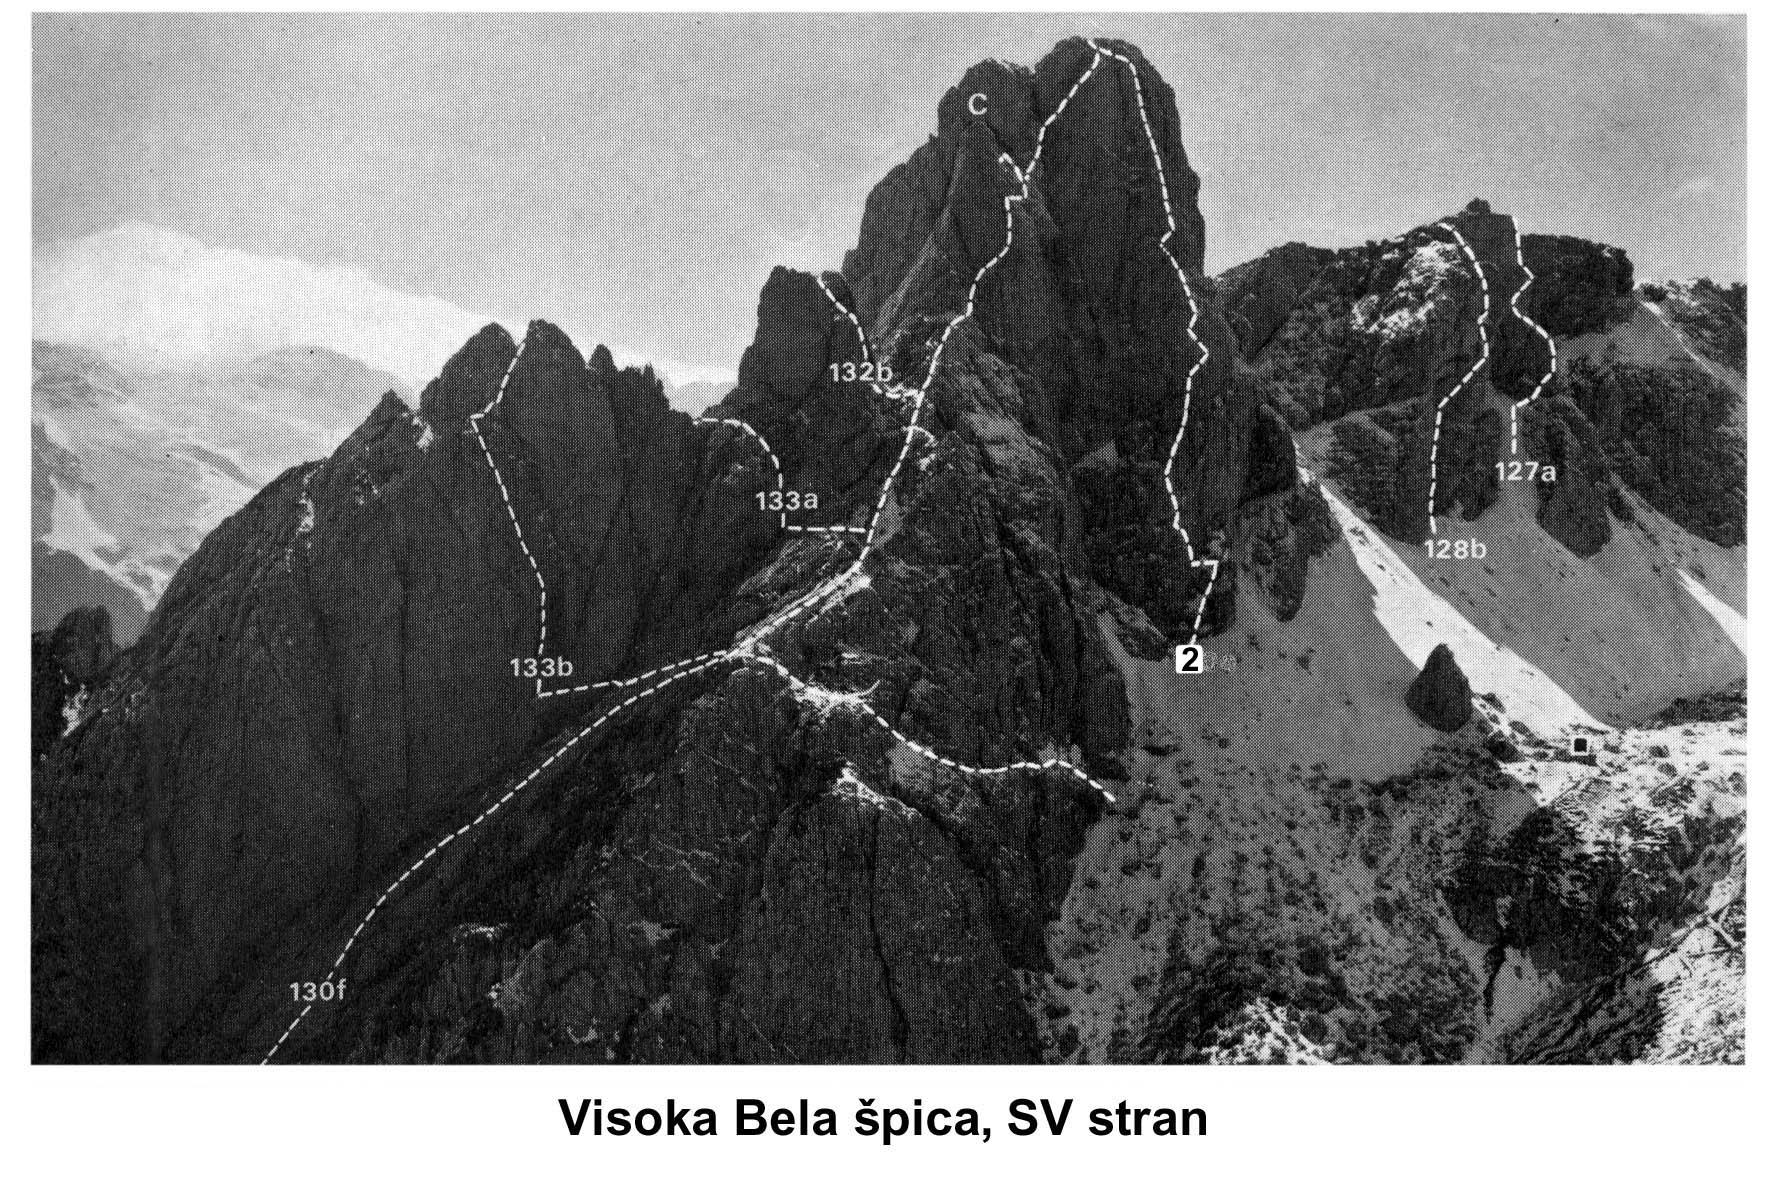 C
132b
133a
127a
128b
2
133b
130f
Visoka Bela špica, SV stran